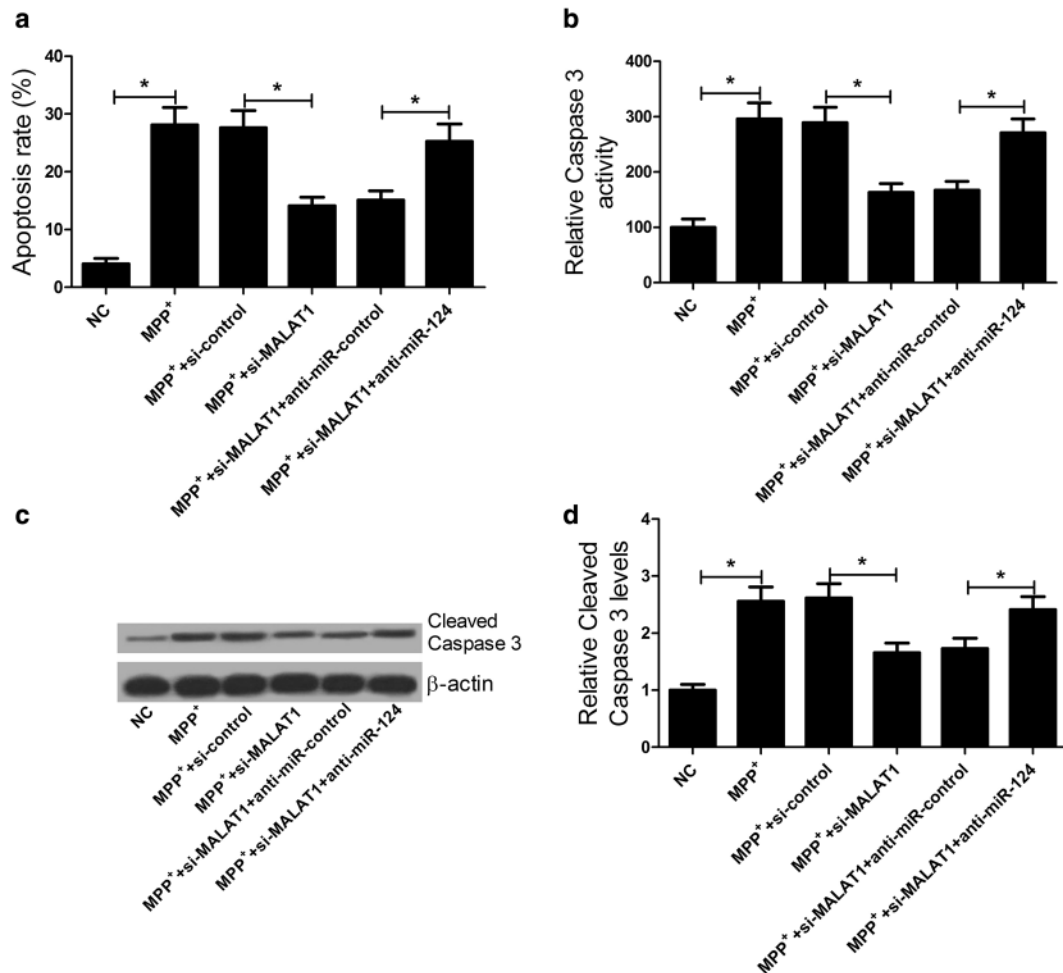 a
Apoptosis rate (%)
40
30
20
10
0
*
*
*
NC
MPP⁺
MPP⁺+si-control
MPP⁺+si-MALAT1
MPP⁺+si-MALAT1+anti-miR-control
MPP⁺+si-MALAT1+anti-miR-124
b
Relative Caspase 3
activity
400
300
200
100
0
*
*
*
NC
MPP⁺
MPP⁺+si-control
MPP⁺+si-MALAT1
MPP⁺+si-MALAT1+anti-miR-control
MPP⁺+si-MALAT1+anti-miR-124
c
Cleaved
Caspase 3
β-actin
NC
MPP⁺
MPP⁺+si-control
MPP⁺+si-MALAT1
MPP⁺+si-MALAT1+anti-miR-control
MPP⁺+si-MALAT1+anti-miR-124
d
Relative Cleaved
Caspase 3 levels
4
3
2
1
0
*
*
*
NC
MPP⁺
MPP⁺+si-control
MPP⁺+si-MALAT1
MPP⁺+si-MALAT1+anti-miR-control
MPP⁺+si-MALAT1+anti-miR-124